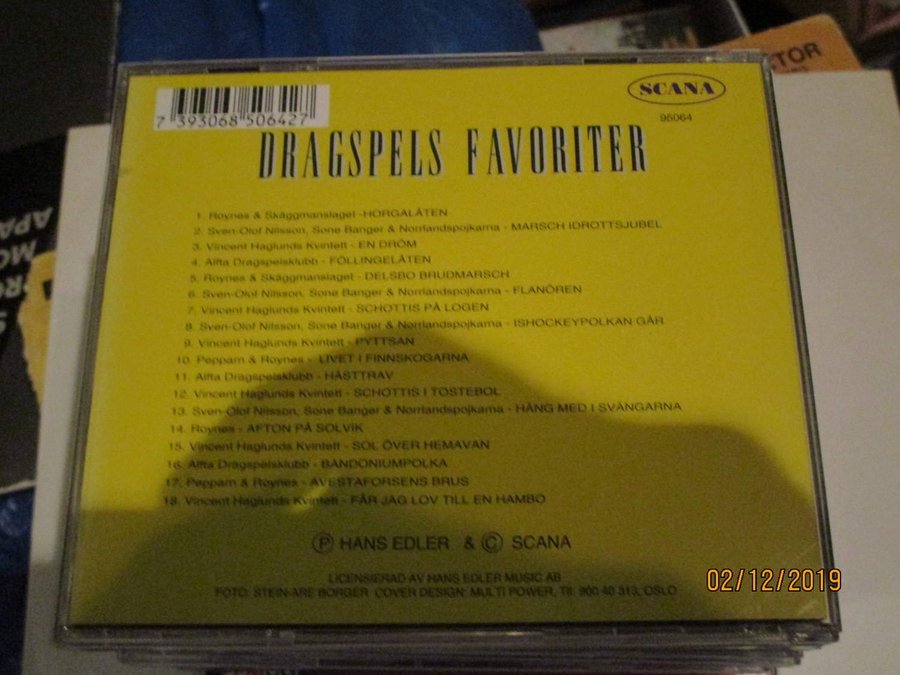 CTOR
SCANA
7 393068 506427
95064
DRAGSPELS FAVORITER
1. Roynes & Skäggmanslaget -HORGALÅTEN
2. Sven-Olof Nilsson, Sone Banger & Norrlandspojkarna - MARSCH IDROTTSJUBEL
3. Vincent Haglunds Kvintett - EN DRÖM
4. Alfta Dragspelsklubb - FÖLLINGELÅTEN
5. Roynes & Skäggmanslaget - DELSBO BRUDMARSCH
6. Sven-Olof Nilsson, Sone Banger & Norrlandspojkarna - FLANÖREN
7. Vincent Haglunds Kvintett - SCHOTTIS PÅ LOGEN
8. Sven-Olof Nilsson, Sone Banger & Norrlandspojkarna - ISHOCKEYPOLKAN GÅR
9. Vincent Haglunds Kvintett - PYTTSAN
10.Epparn & Roynes - LIVET I FINNSKOGARNA
11. Alfta Dragspelsklubb - HÄSTTRAV
12. Vincent Haglunds Kvintett - SCHOTTIS I TOSTEBOL
13. Sven-Olof Nilsson, Sone Banger & Norrlandspojkarna - HÄNG MED I SVÄNGARNA
14. Roynes - AFTON PÅ SOLVIK
15. Vincent Haglunds Kvintett - SOL ÖVER HEMAVAN
16. Alfta Dragspelsklubb - BANDONIUMPOLKA
17. Pepparn & Roynes - AVESTAFORSENS BRUS
18. Vincent Haglunds Kvintett - FÅR JAG LOV TILL EN HAMBO
Ⓟ HANS EDLER & © SCANA
LICENSIERAD AV HANS EDLER MUSIC AB
FOTO: STEIN-ARE BORGER COVER DESIGN: MULTI POWER, Tlf. 900 40 313, OSLO
02/12/2019